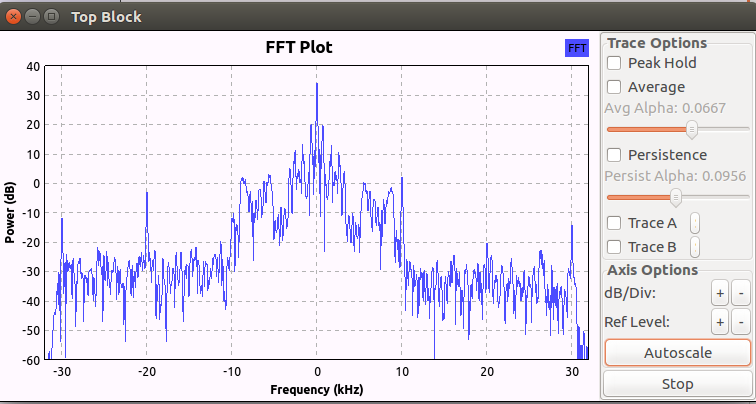 Top Block
FFT Plot
FFT
Power (dB)
40
30
20
10
0
-10
-20
-30
-40
-50
-60
-30
-20
-10
0
10
20
30
Frequency (kHz)
Trace Options
Peak Hold
Average
Avg Alpha: 0.0667
Persistence
Persist Alpha: 0.0956
Trace A
Trace B
Axis Options
dB/Div: + -
Ref Level: + -
Autoscale
Stop